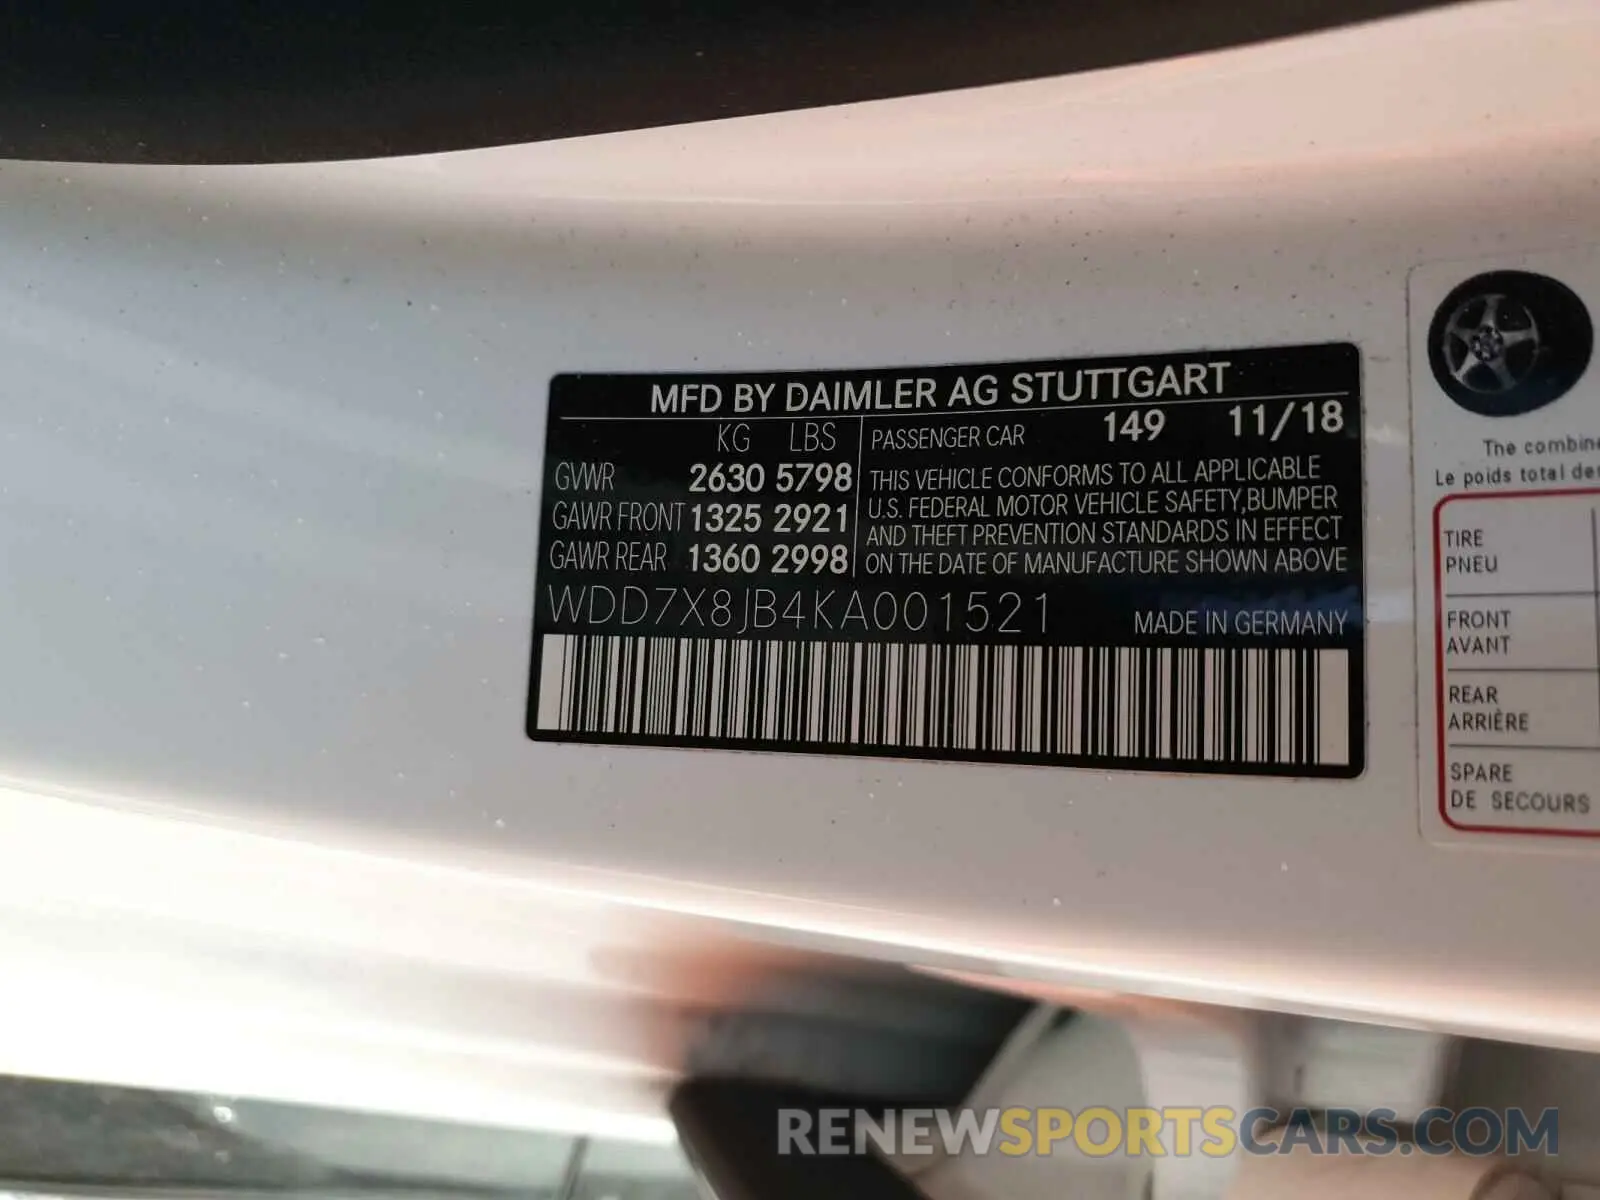 MFD BY DAIMLER AG STUTTGART
KG LBS
GVWR 2630 5798
GAWR FRONT 1325 2921
GAWR REAR 1360 2998
PASSENGER CAR 149 11/18
THIS VEHICLE CONFORMS TO ALL APPLICABLE
U.S. FEDERAL MOTOR VEHICLE SAFETY,BUMPER
AND THEFT PREVENTION STANDARDS IN EFFECT
ON THE DATE OF MANUFACTURE SHOWN ABOVE
WDD7X8JB4KA001521 MADE IN GERMANY
The combine
Le poids total des
TIRE
PNEU
FRONT
AVANT
REAR
ARRIÈRE
SPARE
DE SECOURS
RENEWSPORTSCARS.COM